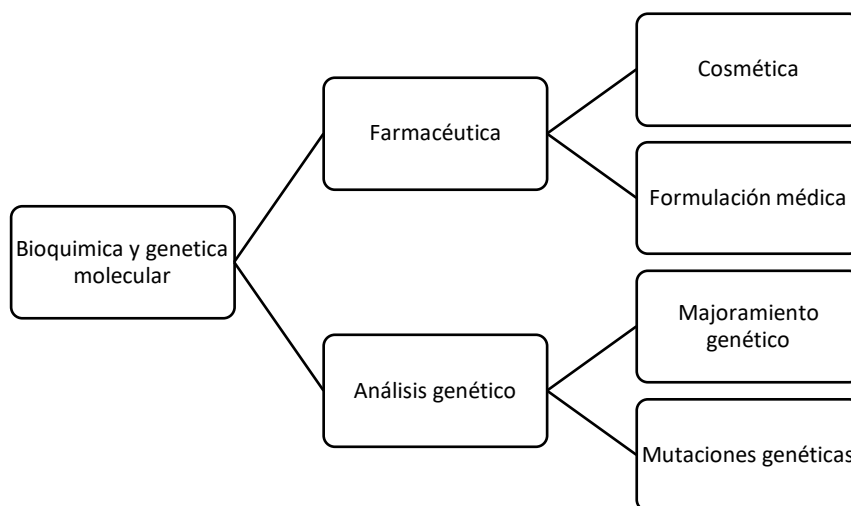 Cosmética
Farmacéutica
Formulación médica
Bioquimica y genetica
molecular
Majoramiento
genético
Análisis genético
Mutaciones genéticas